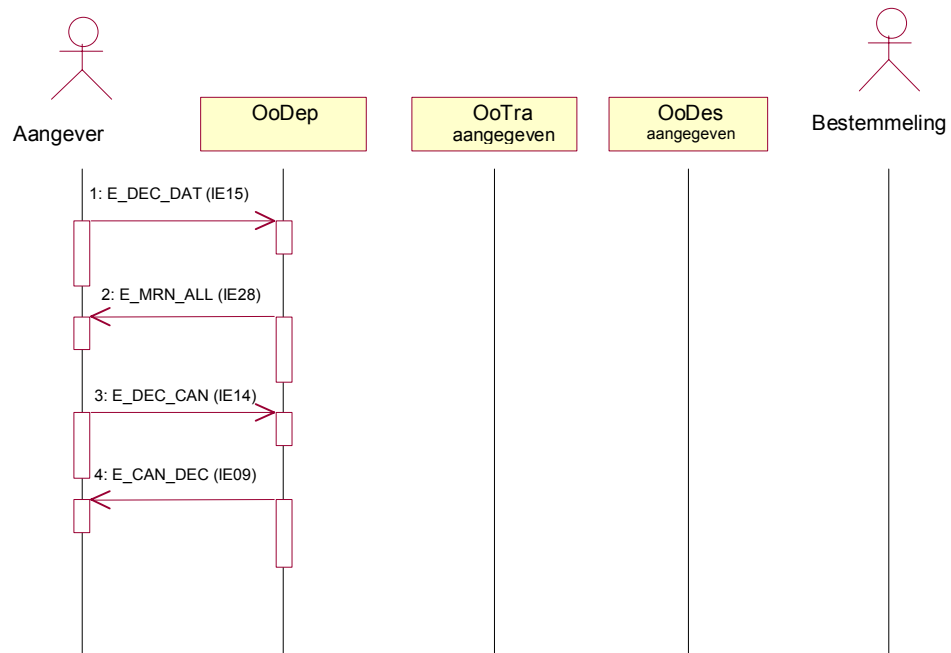 Aangever
OoDep
OoTra
aangegeven
OoDes
aangegeven
Bestemmeling
1: E_DEC_DAT (IE15)
2: E_MRN_ALL (IE28)
3: E_DEC_CAN (IE14)
4: E_CAN_DEC (IE09)